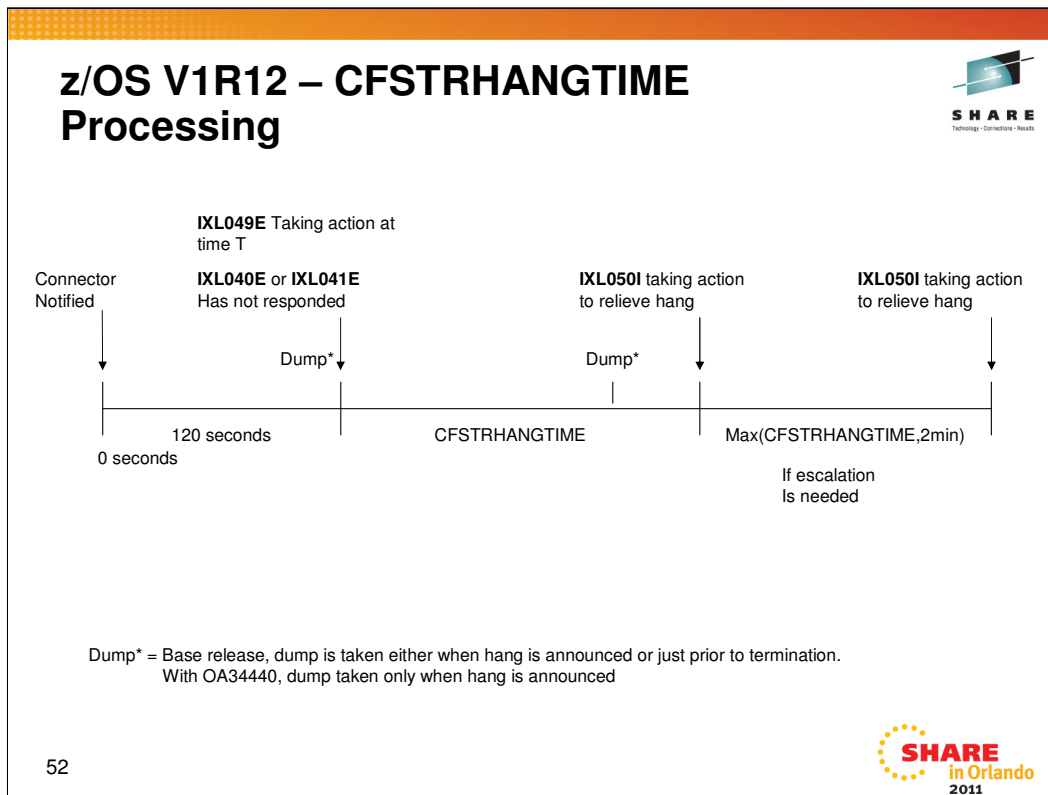 z/OS V1R12 – CFSTRHANGTIME
Processing
SHARE
Technology • Connections • Results
IXL049E Taking action at
time T
Connector
Notified
IXL040E or IXL041E
Has not responded
IXL050I taking action
to relieve hang
IXL050I taking action
to relieve hang
Dump*
Dump*
120 seconds
CFSTRHANGTIME
Max(CFSTRHANGTIME,2min)
0 seconds
If escalation
Is needed
Dump* = Base release, dump is taken either when hang is announced or just prior to termination.
With OA34440, dump taken only when hang is announced
52
SHARE
in Orlando
2011